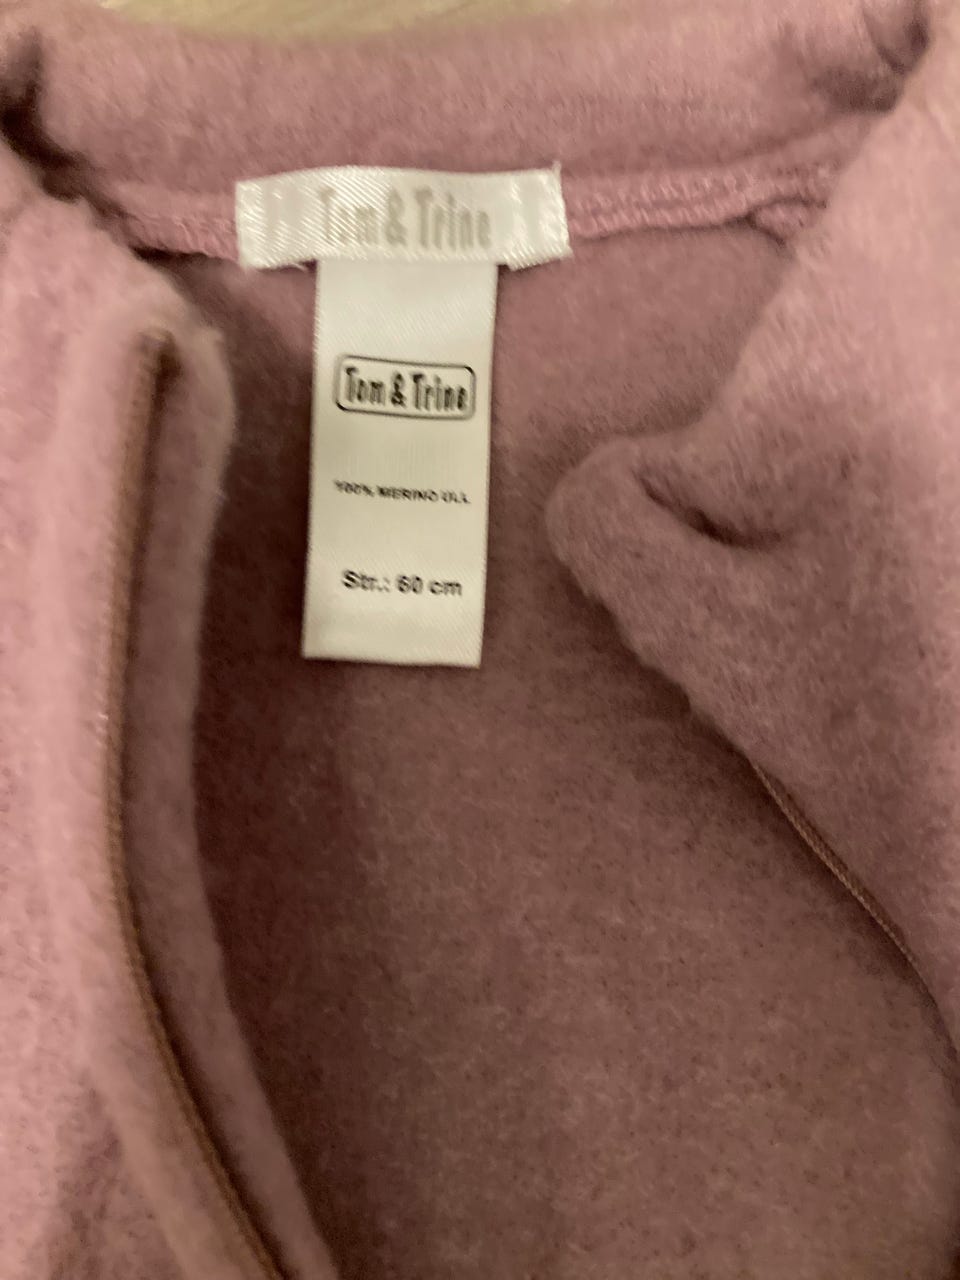 Tom & Trine
Tom & Trine
100% MERINO ULL
Str.: 60 cm